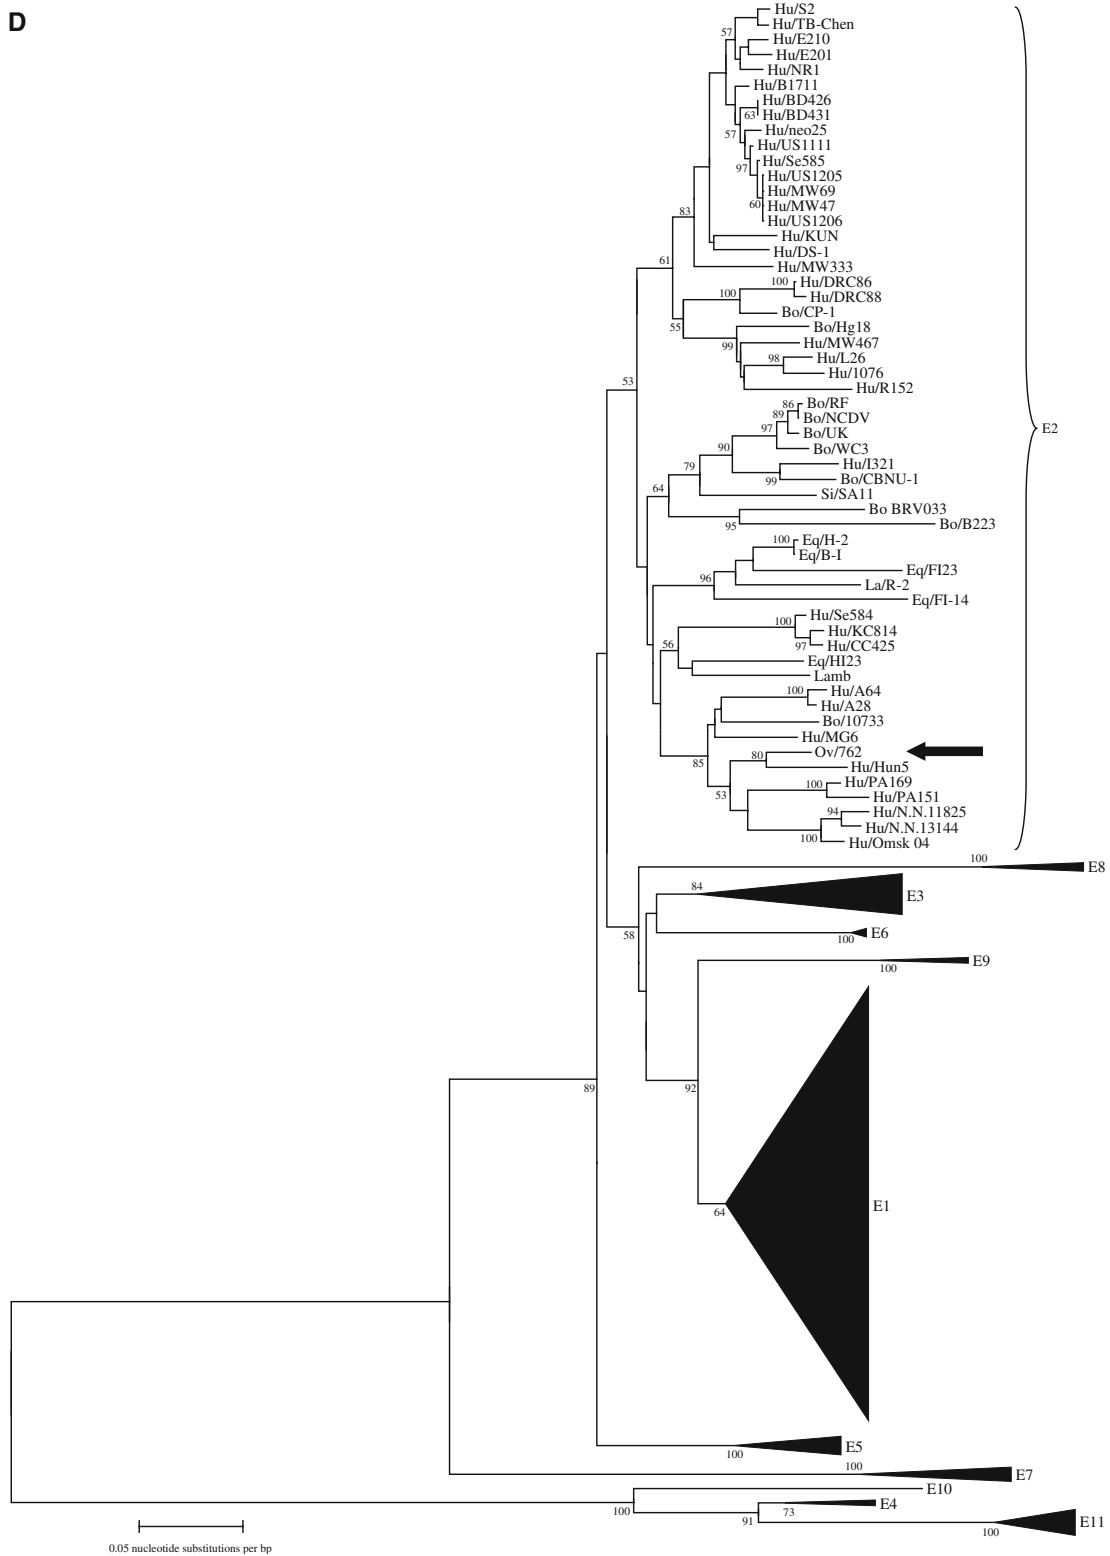 D
Hu/S2
Hu/TB-Chen
57
Hu/E210
Hu/E201
Hu/NR1
Hu/B1711
Hu/BD426
63
Hu/BD431
57
Hu/neo25
Hu/US1111
97
Hu/Se585
Hu/US1205
Hu/MW69
60
Hu/MW47
Hu/US1206
83
Hu/KUN
Hu/DS-1
61
Hu/MW333
100
Hu/DRC86
100
Hu/DRC88
Bo/CP-1
55
Bo/Hg18
99
Hu/MW467
98
Hu/L26
Hu/1076
53
Hu/R152
86
Bo/RF
89
Bo/NCDV
97
Bo/UK
90
Bo/WC3
79
Hu/I321
99
Bo/CBNU-1
64
Si/SA11
Bo BRV033
95
Bo/B223
100
Eq/H-2
Eq/B-I
96
Eq/FI23
La/R-2
Eq/FI-14
100
Hu/Se584
Hu/KC814
56
97
Hu/CC425
Eq/HI23
Lamb
100
Hu/A64
Hu/A28
Bo/10733
Hu/MG6
85
80
Ov/762
Hu/Hun5
53
100
Hu/PA169
Hu/PA151
94
Hu/N.N.11825
Hu/N.N.13144
100
Hu/Omsk 04
E2
100
E8
84
E3
58
100
E6
100
E9
89
92
64
E1
100
E5
100
E7
E10
100
73
E4
91
100
E11
0.05 nucleotide substitutions per bp